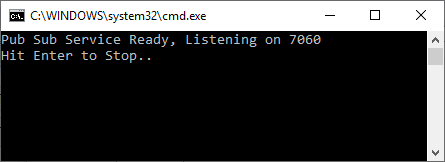 C:\WINDOWS\system32\cmd.exe
Pub Sub Service Ready, Listening on 7060
Hit Enter to Stop..